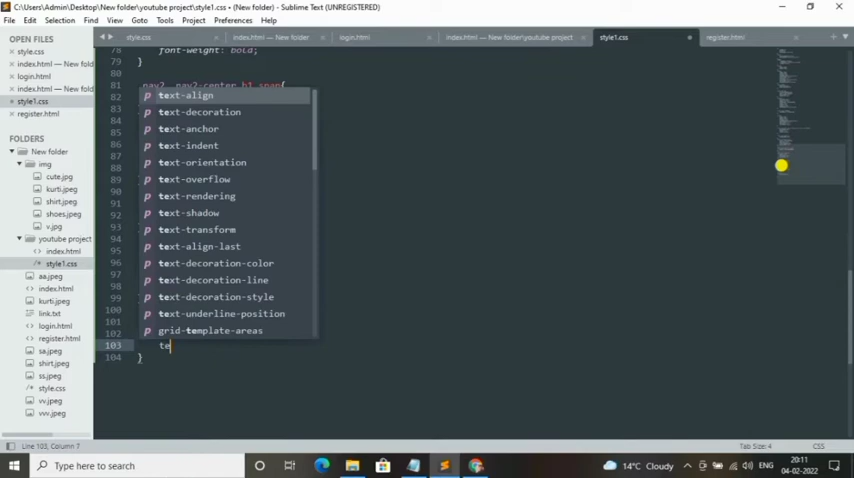 C:\Users\Admin\Desktop\New folder\youtube project\style1.css • (New folder) - Sublime Text (UNREGISTERED)
File Edit Selection Find View Goto Tools Project Preferences Help
OPEN FILES
style.css
index.html — New fold
login.html
index.html — New fold
style1.css
register.html
FOLDERS
New folder
img
cute.jpg
kurti.jpeg
shirt.jpeg
shoes.jpeg
v.jpg
youtube project
index.html
style1.css
aa.jpeg
index.html
kurti.jpeg
link.txt
login.html
register.html
sa.jpeg
shirt.jpeg
ss.jpeg
style.css
vv.jpeg
vvv.jpeg
style.css × index.html — New folder × login.html × index.html — New folder\youtube project × style1.css register.html ×
78 font-weight: bold;
79 }
80
81 .nav2 .nav2-center h1 span{
82
83
84
85
86
87
88
89
90
91
92
93
94
95
96
97
98
99
100
101
102
103 te
104 }
p text-align
p text-decoration
p text-anchor
p text-indent
p text-orientation
p text-overflow
p text-rendering
p text-shadow
p text-transform
p text-align-last
p text-decoration-color
p text-decoration-line
p text-decoration-style
p text-underline-position
p grid-template-areas
Line 103, Column 7 Tab Size: 4 CSS
Type here to search
14°C Cloudy ENG 20:11
04-02-2022